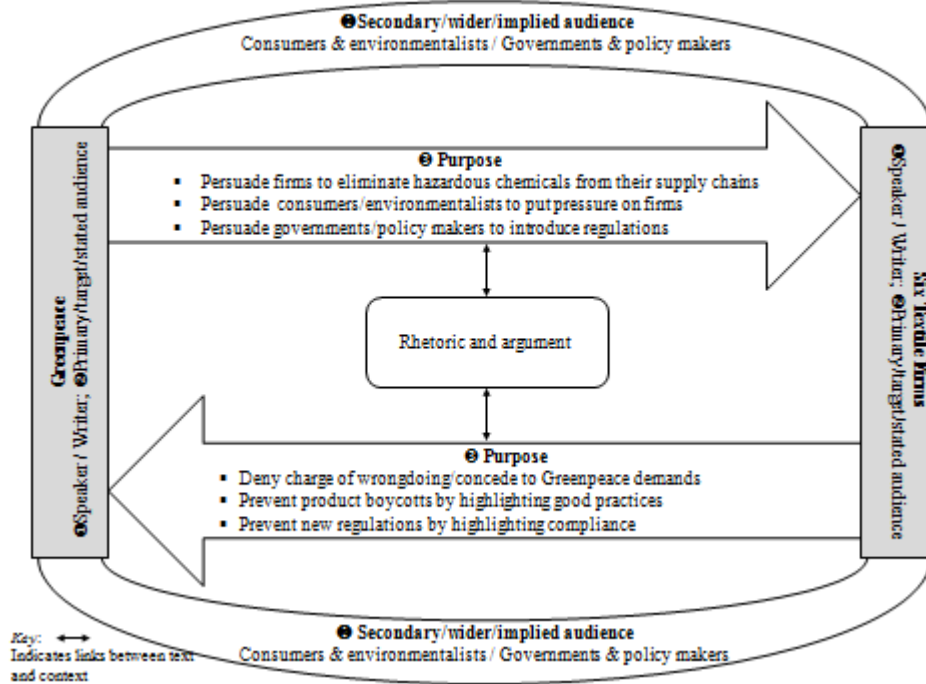 ❷Secondary/wider/implied audience
Consumers & environmentalists / Governments & policy makers
Greenpeace
❶Speaker / Writer; ❷Primary/target/stated audience
❸ Purpose
▪ Persuade firms to eliminate hazardous chemicals from their supply chains
▪ Persuade consumers/environmentalists to put pressure on firms
▪ Persuade governments/policy makers to introduce regulations
Rhetoric and argument
❸ Purpose
▪ Deny charge of wrongdoing/concede to Greenpeace demands
▪ Prevent product boycotts by highlighting good practices
▪ Prevent new regulations by highlighting compliance
Six Textile Firms
❶Speaker / Writer; ❷Primary/target/stated audience
❷ Secondary/wider/implied audience
Consumers & environmentalists / Governments & policy makers
Key:
Indicates links between text
and context